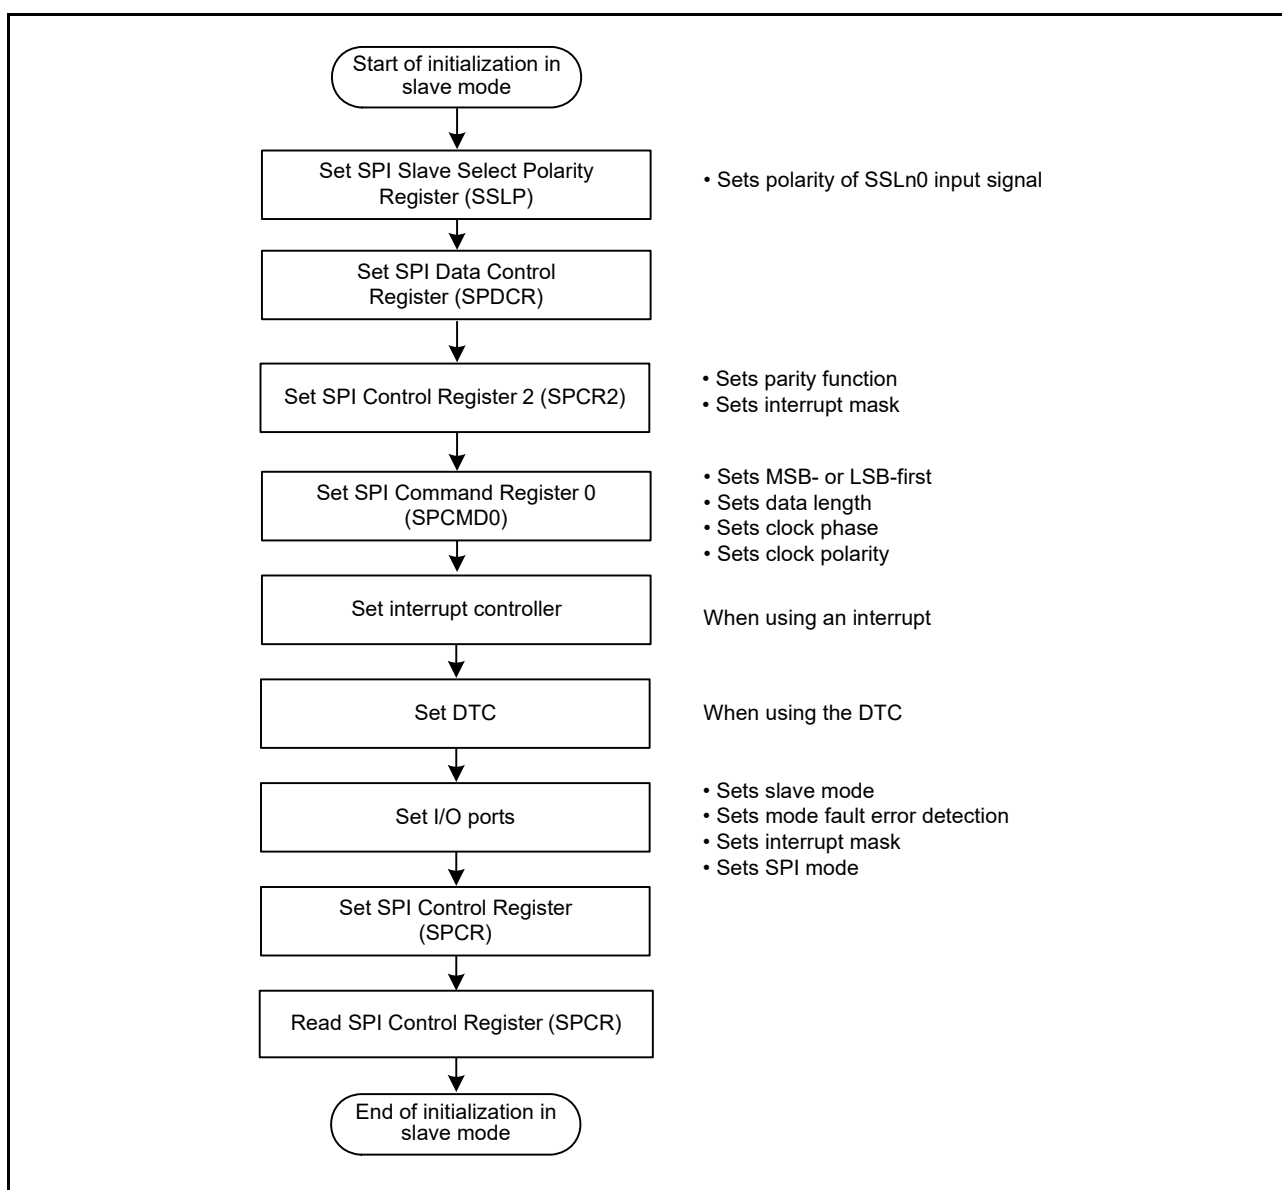 Start of initialization in
slave mode
Set SPI Slave Select Polarity
Register (SSLP)
• Sets polarity of SSLn0 input signal
Set SPI Data Control
Register (SPDCR)
Set SPI Control Register 2 (SPCR2)
• Sets parity function
• Sets interrupt mask
Set SPI Command Register 0
(SPCMD0)
• Sets MSB- or LSB-first
• Sets data length
• Sets clock phase
• Sets clock polarity
Set interrupt controller
When using an interrupt
Set DTC
When using the DTC
Set I/O ports
• Sets slave mode
• Sets mode fault error detection
• Sets interrupt mask
• Sets SPI mode
Set SPI Control Register
(SPCR)
Read SPI Control Register (SPCR)
End of initialization in
slave mode